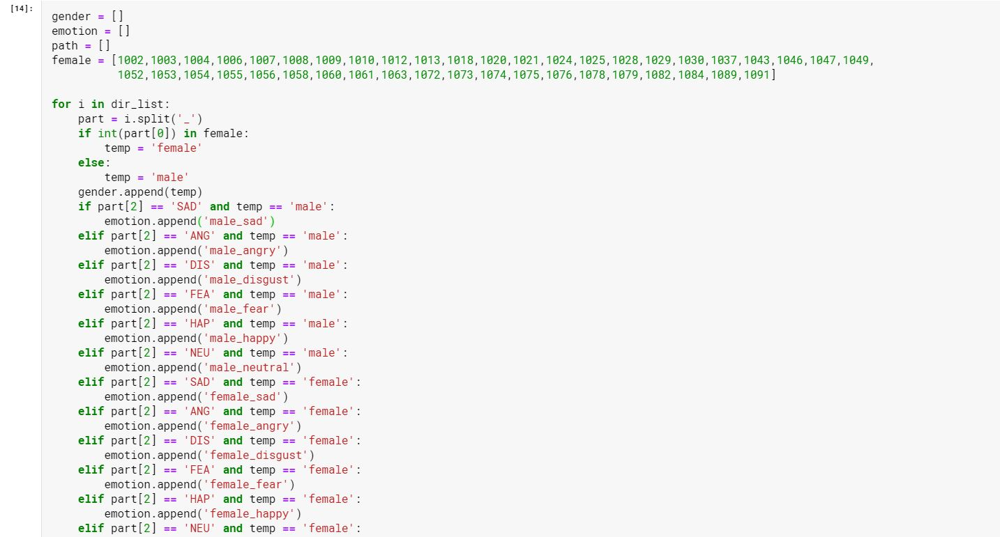 [14]:
gender = []
emotion = []
path = []
female = [1002,1003,1004,1006,1007,1008,1009,1010,1012,1013,1018,1020,1021,1024,1025,1028,1029,1030,1037,1043,1046,1047,1049,
          1052,1053,1054,1055,1056,1058,1060,1061,1063,1072,1073,1074,1075,1076,1078,1079,1082,1084,1089,1091]

for i in dir_list:
    part = i.split('_')
    if int(part[0]) in female:
        temp = 'female'
    else:
        temp = 'male'
    gender.append(temp)
    if part[2] == 'SAD' and temp == 'male':
        emotion.append('male_sad')
    elif part[2] == 'ANG' and temp == 'male':
        emotion.append('male_angry')
    elif part[2] == 'DIS' and temp == 'male':
        emotion.append('male_disgust')
    elif part[2] == 'FEA' and temp == 'male':
        emotion.append('male_fear')
    elif part[2] == 'HAP' and temp == 'male':
        emotion.append('male_happy')
    elif part[2] == 'NEU' and temp == 'male':
        emotion.append('male_neutral')
    elif part[2] == 'SAD' and temp == 'female':
        emotion.append('female_sad')
    elif part[2] == 'ANG' and temp == 'female':
        emotion.append('female_angry')
    elif part[2] == 'DIS' and temp == 'female':
        emotion.append('female_disgust')
    elif part[2] == 'FEA' and temp == 'female':
        emotion.append('female_fear')
    elif part[2] == 'HAP' and temp == 'female':
        emotion.append('female_happy')
    elif part[2] == 'NEU' and temp == 'female':